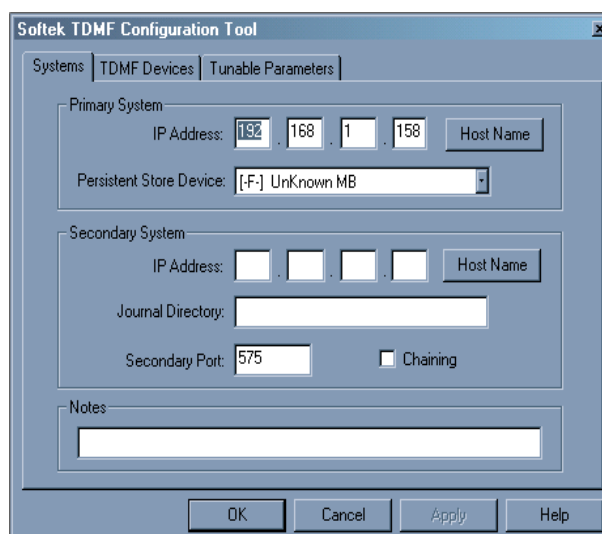 Softek TDMF Configuration Tool
Systems TDMF Devices Tunable Parameters
Primary System
IP Address: 192 . 168 . 1 . 158 Host Name
Persistent Store Device: [-F-] UnKnown MB
Secondary System
IP Address: . . . Host Name
Journal Directory:
Secondary Port: 575 Chaining
Notes
OK Cancel Apply Help